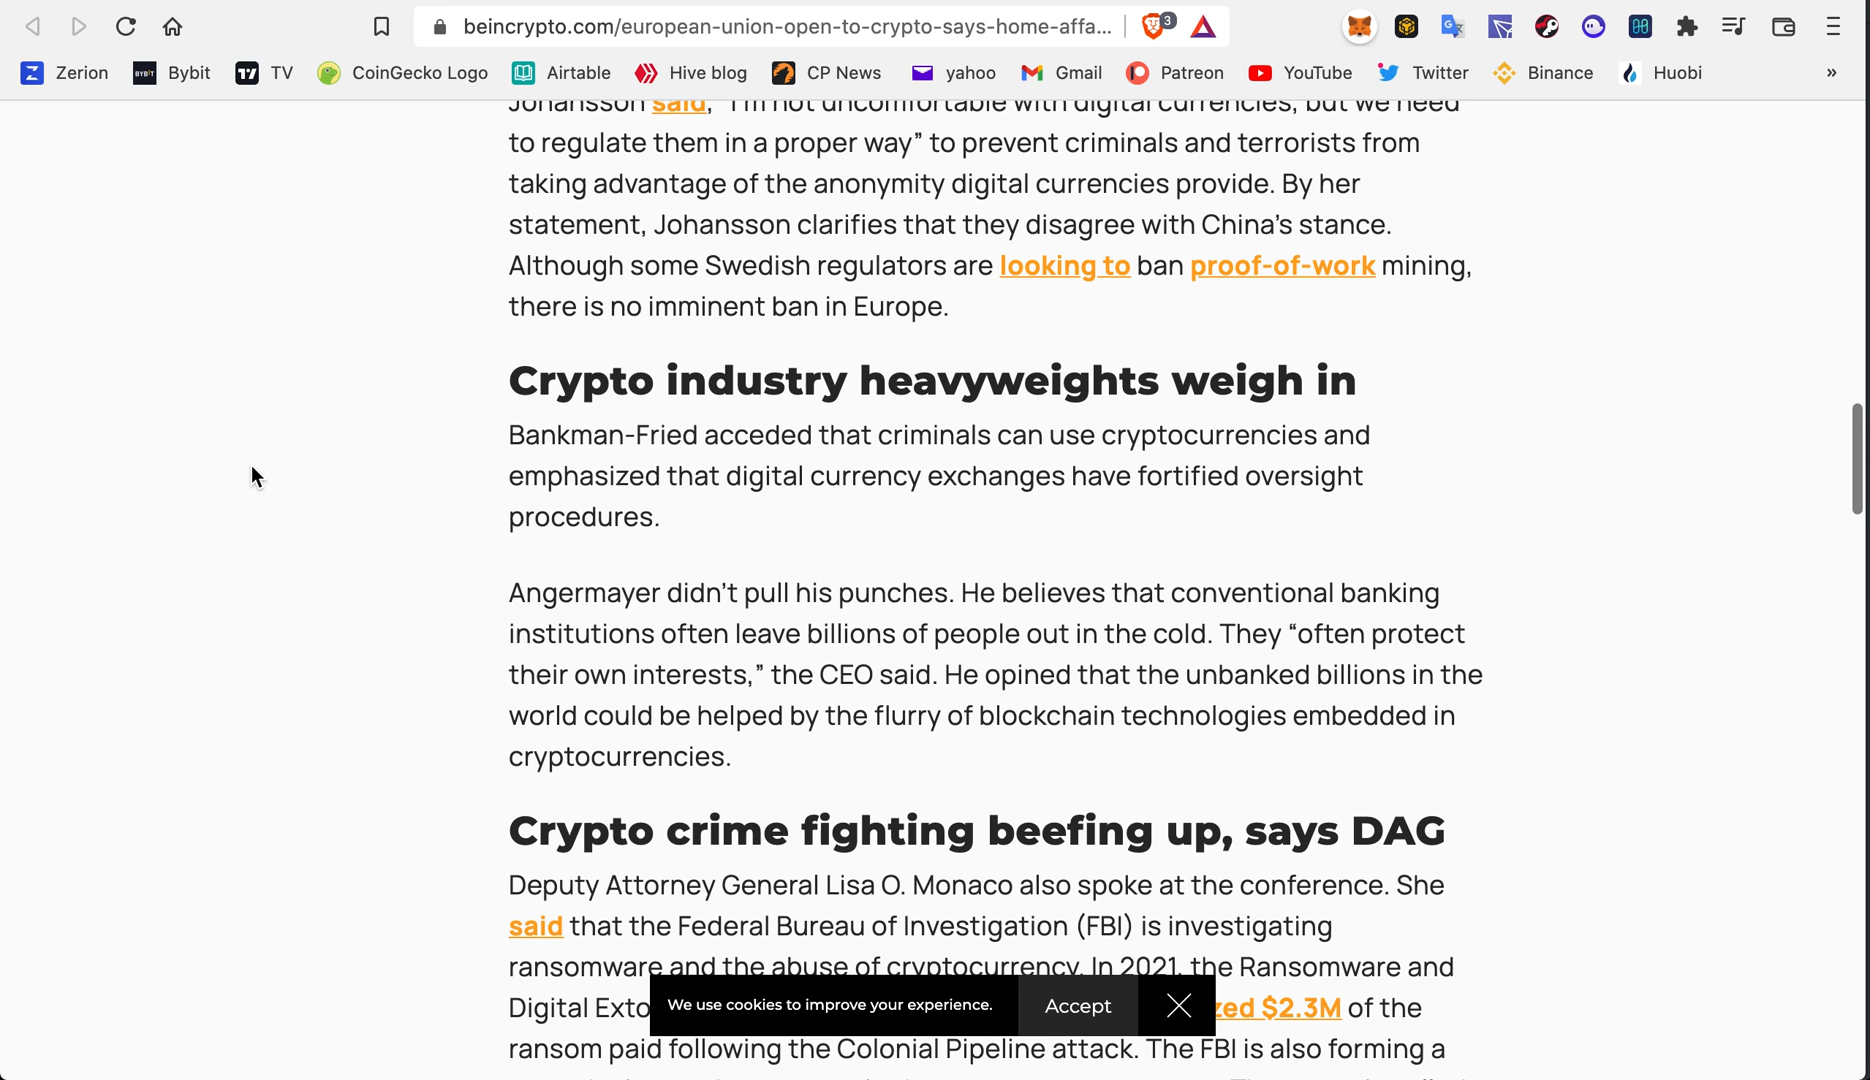 beincrypto.com/european-union-open-to-crypto-says-home-affa...
3
Zerion Bybit TV CoinGecko Logo Airtable Hive blog CP News yahoo Gmail Patreon YouTube Twitter Binance Huobi »
Johansson said, “I’m not uncomfortable with digital currencies, but we need
to regulate them in a proper way” to prevent criminals and terrorists from
taking advantage of the anonymity digital currencies provide. By her
statement, Johansson clarifies that they disagree with China’s stance.
Although some Swedish regulators are looking to ban proof-of-work mining,
there is no imminent ban in Europe.
Crypto industry heavyweights weigh in
Bankman-Fried acceded that criminals can use cryptocurrencies and
emphasized that digital currency exchanges have fortified oversight
procedures.
Angermayer didn’t pull his punches. He believes that conventional banking
institutions often leave billions of people out in the cold. They “often protect
their own interests,” the CEO said. He opined that the unbanked billions in the
world could be helped by the flurry of blockchain technologies embedded in
cryptocurrencies.
Crypto crime fighting beefing up, says DAG
Deputy Attorney General Lisa O. Monaco also spoke at the conference. She
said that the Federal Bureau of Investigation (FBI) is investigating
ransomware and the abuse of cryptocurrency. In 2021, the Ransomware and
Digital Exto zed $2.3M of the
We use cookies to improve your experience. Accept
ransom paid following the Colonial Pipeline attack. The FBI is also forming a